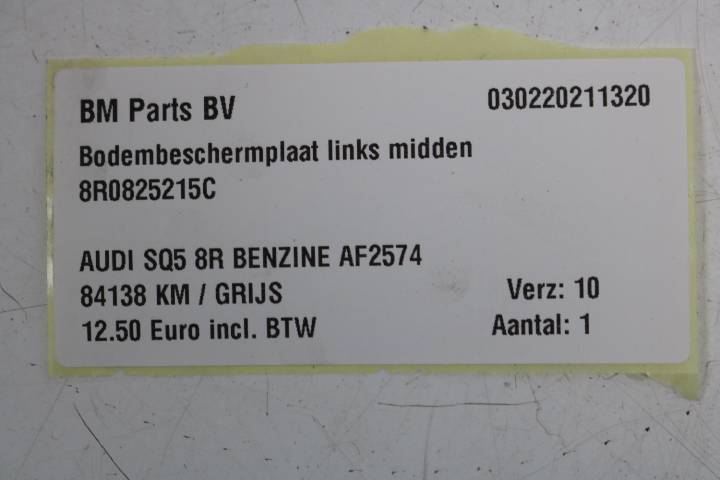 BM Parts BV 030220211320
Bodembeschermplaat links midden
8R0825215C
AUDI SQ5 8R BENZINE AF2574
84138 KM / GRIJS Verz: 10
12.50 Euro incl. BTW Aantal: 1